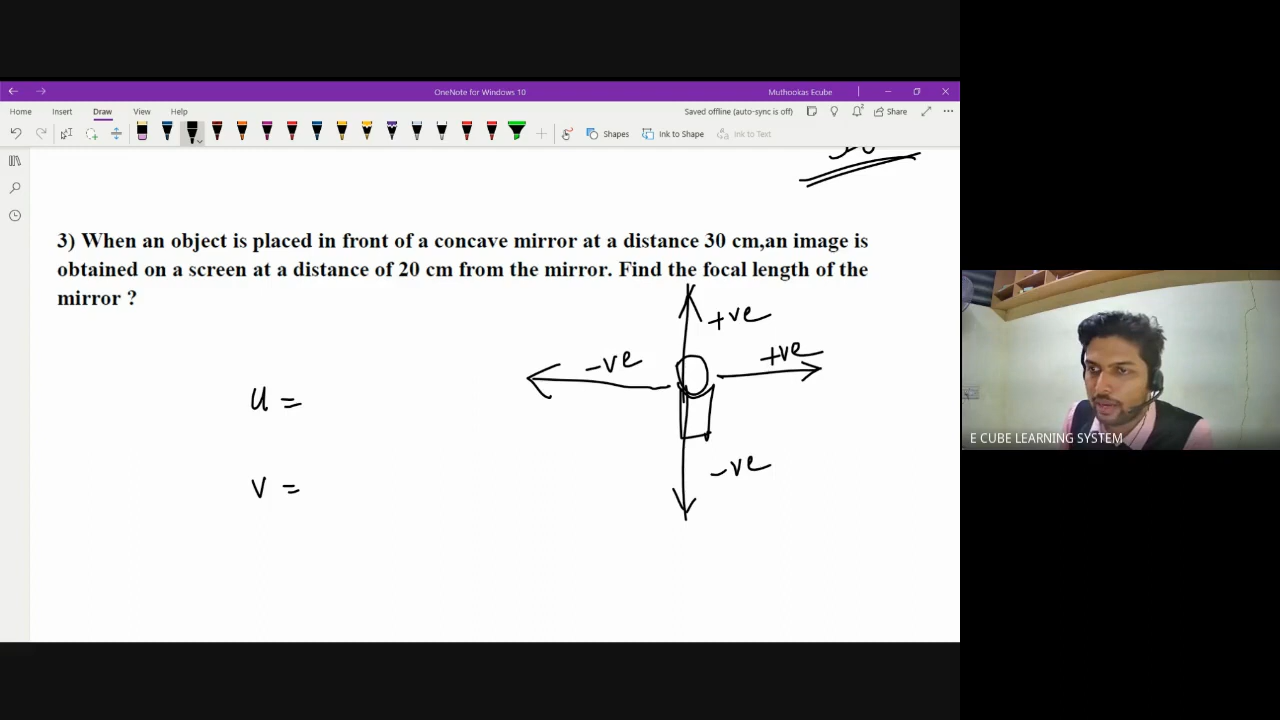 OneNote for Windows 10
Muthookas Ecube
Home Insert Draw View Help
Saved offline (auto-sync is off)
Share
Shapes
Ink to Shape
Ink to Text
3) When an object is placed in front of a concave mirror at a distance 30 cm,an image is
obtained on a screen at a distance of 20 cm from the mirror. Find the focal length of the
mirror ?
+ve
-ve
+ve
u =
-ve
v =
E CUBE LEARNING SYSTEM